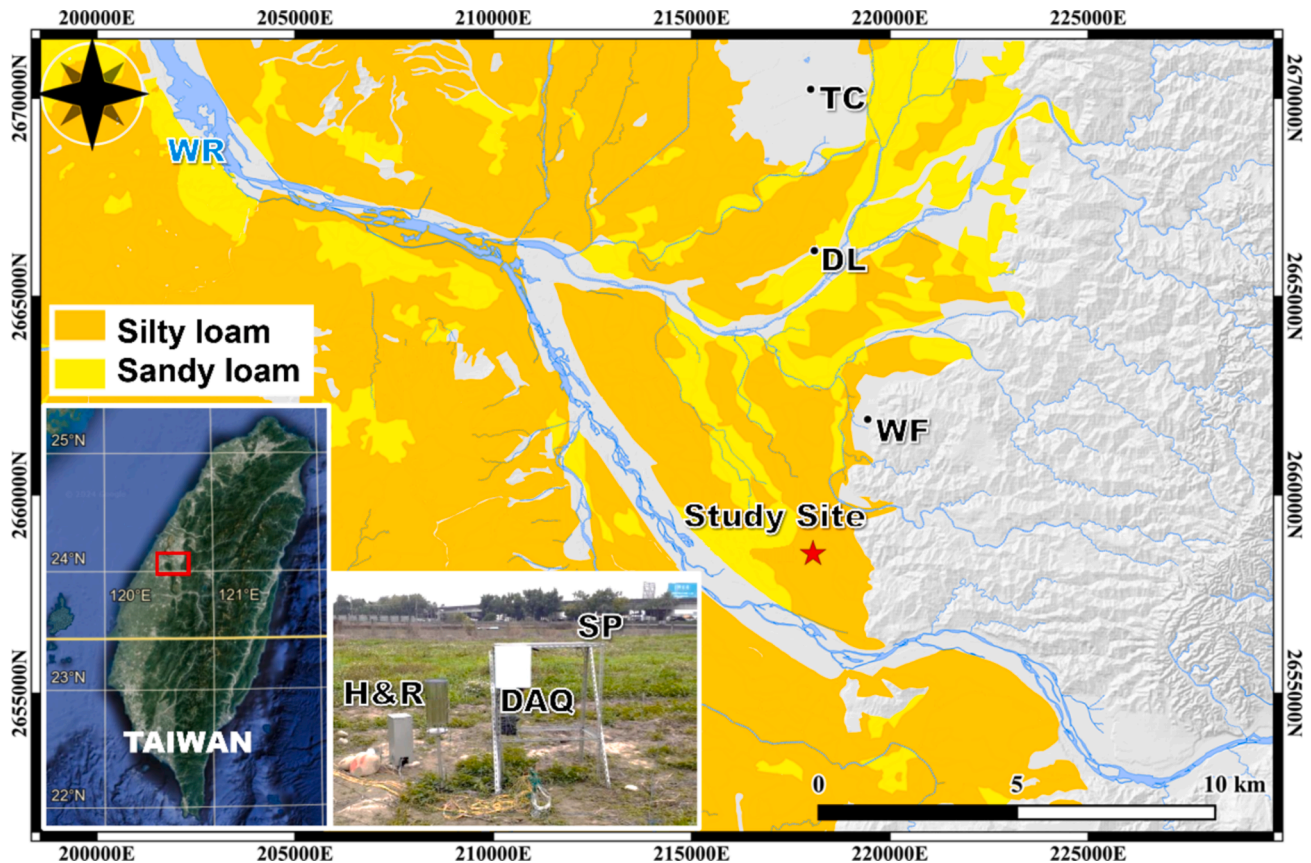 200000E 205000E 210000E 215000E 220000E 225000E
2670000N 2670000N
TC
WR
DL
2665000N 2665000N
Silty loam
Sandy loam
WF
25°N
2660000N 2660000N
Study Site
24°N
120°E 121°E
SP
H&R
DAQ
23°N
2655000N 2655000N
TAIWAN
0 5 10 km
22°N
200000E 205000E 210000E 215000E 220000E 225000E